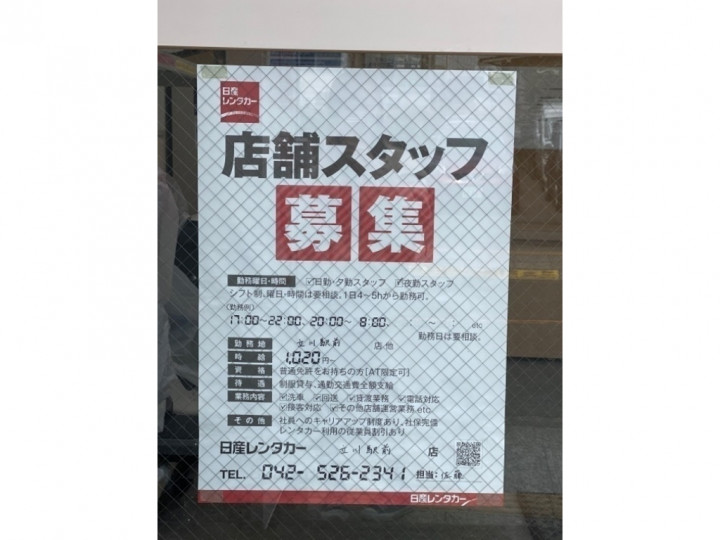 日産
レンタカー
店舗スタッフ
募集
勤務曜日・時間 ☑日勤・夕勤スタッフ ☑夜勤スタッフ
シフト制、曜日・時間は要相談。1日4~5hから勤務可。
(勤務例)
17:00~22:00、20:00~8:00、 etc
勤務日は要相談。
勤務地 立川駅前 店・他
時給 1,020円~
資格 普通免許をお持ちの方[AT限定可]
待遇 制服貸与、通勤交通費全額支給
業務内容 ☑洗車 ☑回送 ☑貸渡業務 ☑電話対応
☑接客対応 ☑その他店舗運営業務 etc.
その他 社員へのキャリアアップ制度あり。社保完備
レンタカー利用の従業員割引あり
日産レンタカー 立川駅前 店
TEL. 042-526-2341 担当:佐藤
日産レンタカー